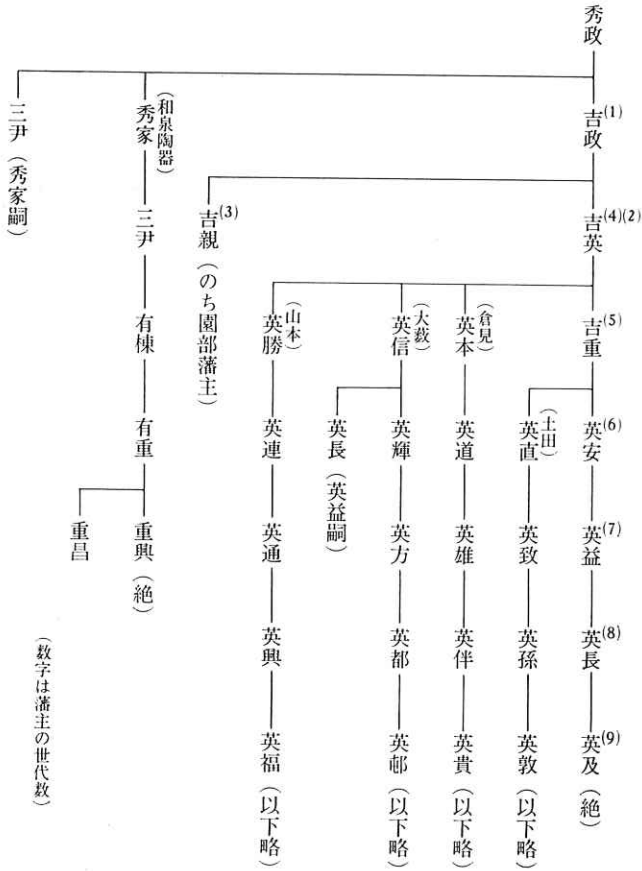 秀政
吉政(1)
秀家（和泉陶器）
三尹（秀家嗣）
吉英(4)(2)
吉親(3)（のち園部藩主）
三尹
吉重(5)
英本（倉見）
英信（大薮）
英勝（山本）
有棟
英安(6)
英直（土田）
英道
英輝
英長（英益嗣）
英連
有重
英益(7)
英致
英雄
英方
英通
重興（絶）
重昌
英長(8)
英孫
英伴
英都
英興
英及(9)（絶）
英敦（以下略）
英貴（以下略）
英邨（以下略）
英福（以下略）
（数字は藩主の世代数）